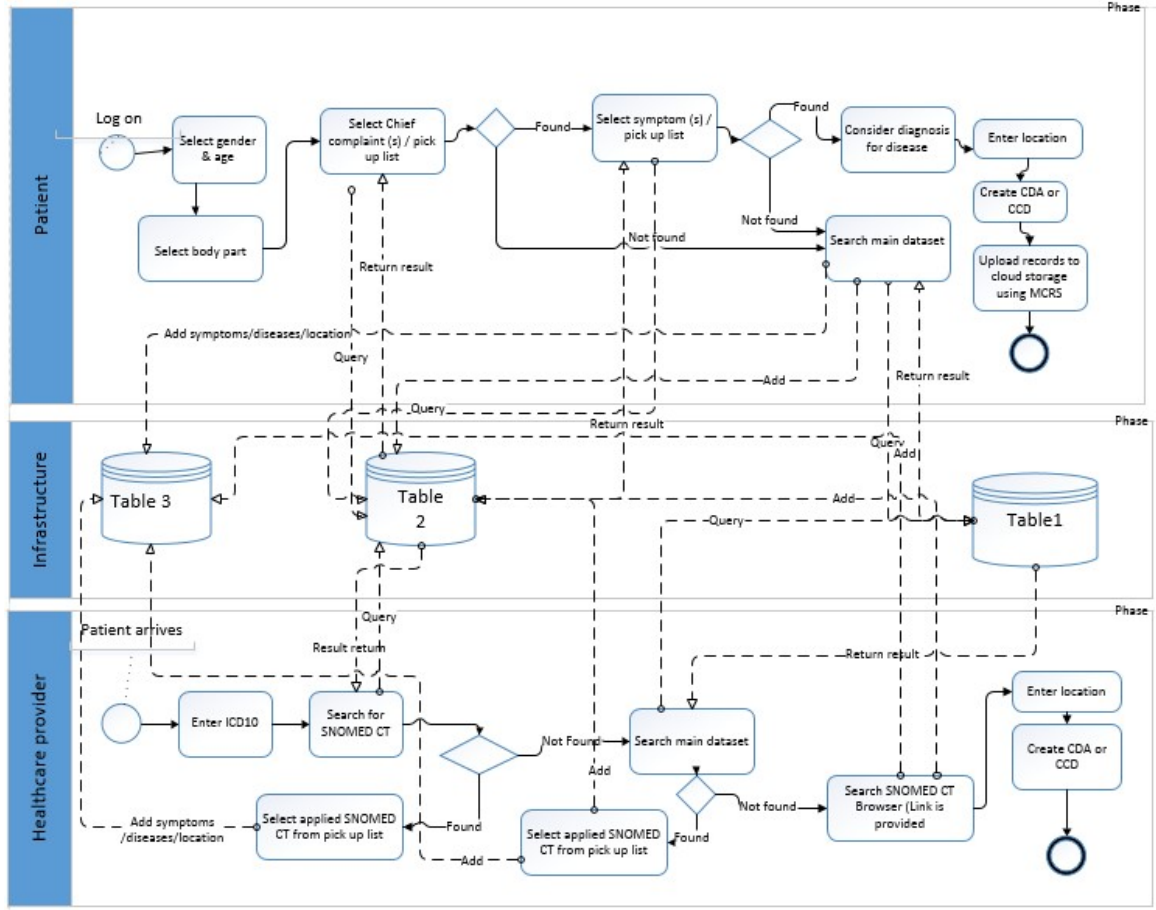 Phase
Patient
Log on
Select gender
& age
Select body part
Select Chief
complaint (s) / pick
up list
Found
Select symptom (s) /
pick up list
Found
Consider diagnosis
for disease
Enter location
Create CDA or
CCD
Upload records to
cloud storage
using MCRS
Not found
Not found
Search main dataset
Return result
Add symptoms/diseases/location
Query
Add
Return result
Query
Return result
Phase
Infrastructure
Query
Add
Table 3
Table
2
Add
Query
Table1
Phase
Healthcare provider
Patient arrives
Query
Result return
Return result
Enter ICD10
Search for
SNOMED CT
Not Found
Search main dataset
Enter location
Create CDA or
CCD
Add
Add symptoms
/diseases/location
Select applied SNOMED
CT from pick up list
Found
Add
Select applied SNOMED
CT from pick up list
Found
Not found
Search SNOMED CT
Browser (Link is
provided